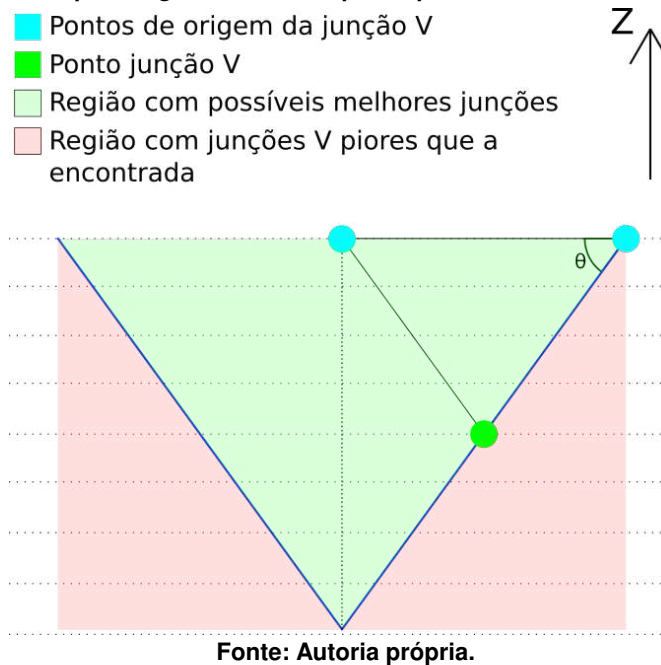 Pontos de origem da junção V
Z
Ponto junção V
Região com possíveis melhores junções
Região com junções V piores que a
encontrada
θ
Fonte: Autoria própria.